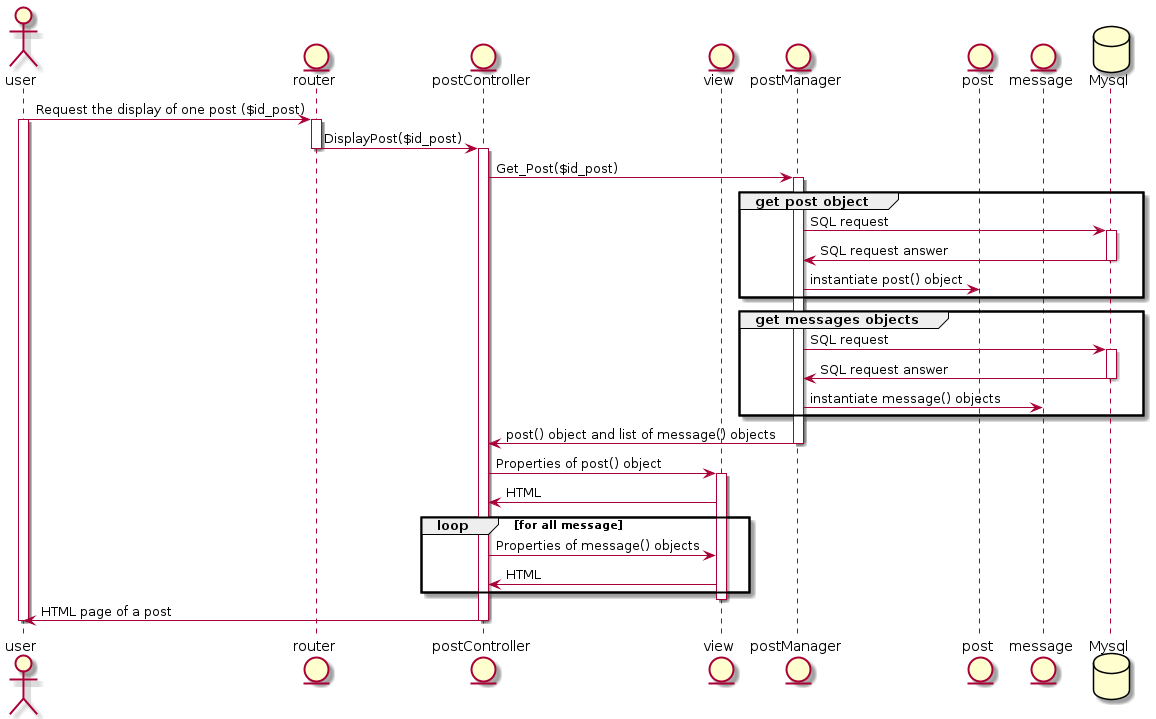 user
router
postController
view
postManager
post
message
Mysql
Request the display of one post ($id_post)
DisplayPost($id_post)
Get_Post($id_post)
get post object
SQL request
SQL request answer
instantiate post() object
get messages objects
SQL request
SQL request answer
instantiate message() objects
post() object and list of message() objects
Properties of post() object
HTML
loop [for all message]
Properties of message() objects
HTML
HTML page of a post
user
router
postController
view
postManager
post
message
Mysql